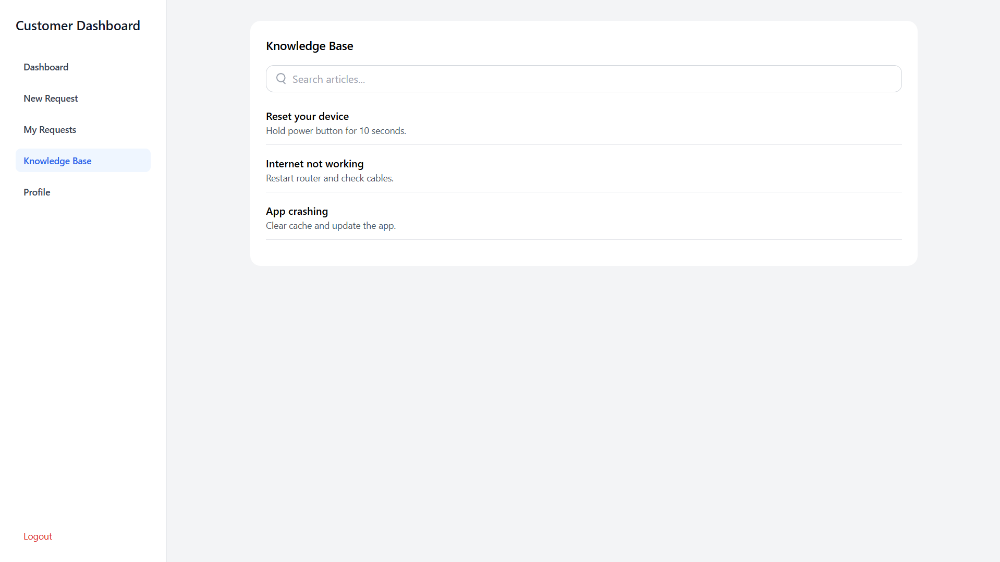 Customer Dashboard
Dashboard
New Request
My Requests
Knowledge Base
Profile
Logout
Knowledge Base
Search articles...
Reset your device
Hold power button for 10 seconds.
Internet not working
Restart router and check cables.
App crashing
Clear cache and update the app.